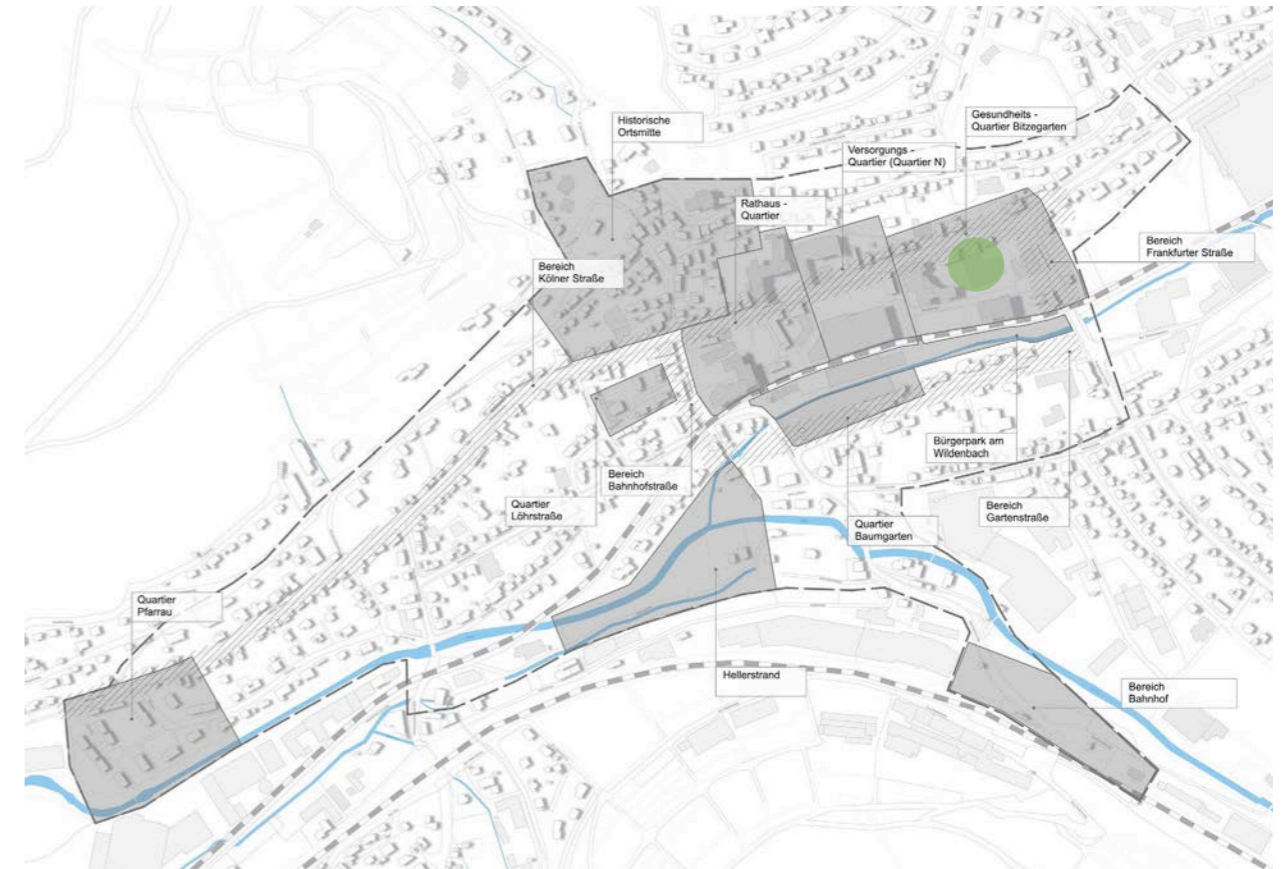 Historische
Ortsmitte
Gesundheits -
Quartier Bitzegarten
Versorgungs -
Quartier (Quartier N)
Rathaus -
Quartier
Bereich
Frankfurter Straße
Bereich
Kölner Straße
Bürgerpark am
Wildenbach
Bereich
Bahnhofstraße
Quartier
Löhrstraße
Bereich
Gartenstraße
Quartier
Baumgarten
Quartier
Pfarrau
Hellerstrand
Bereich
Bahnhof